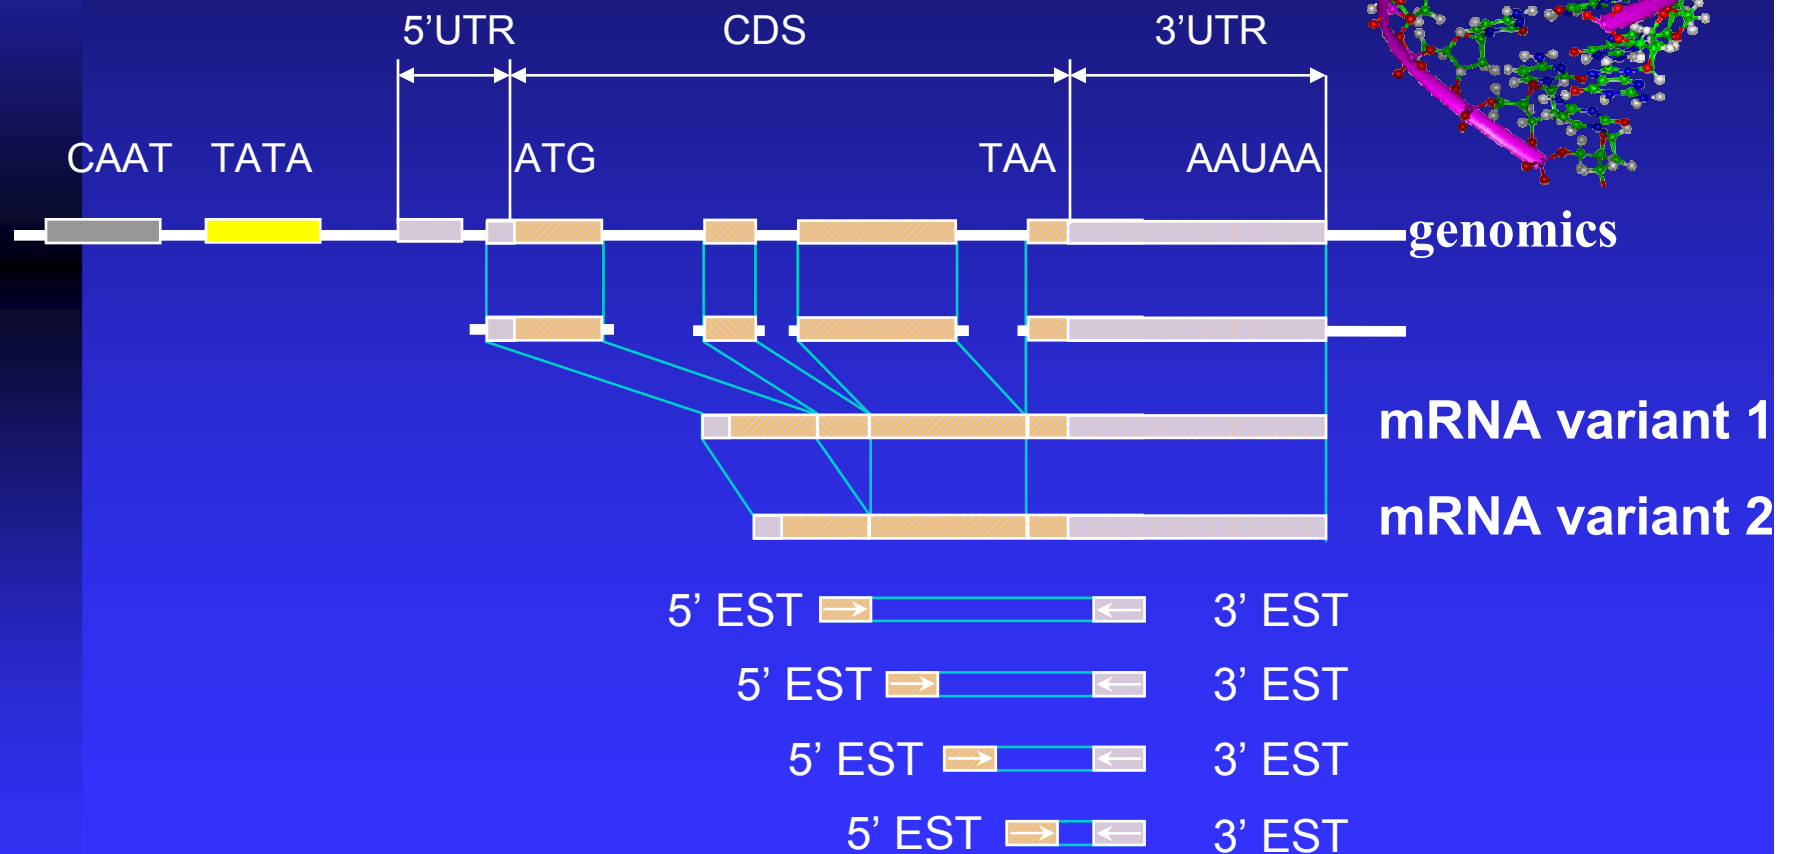 5’UTR CDS 3’UTR
CAAT TATA ATG TAA AAUAA
genomics
mRNA variant 1
mRNA variant 2
5’ EST 3’ EST
5’ EST 3’ EST
5’ EST 3’ EST
5’ EST 3’ EST